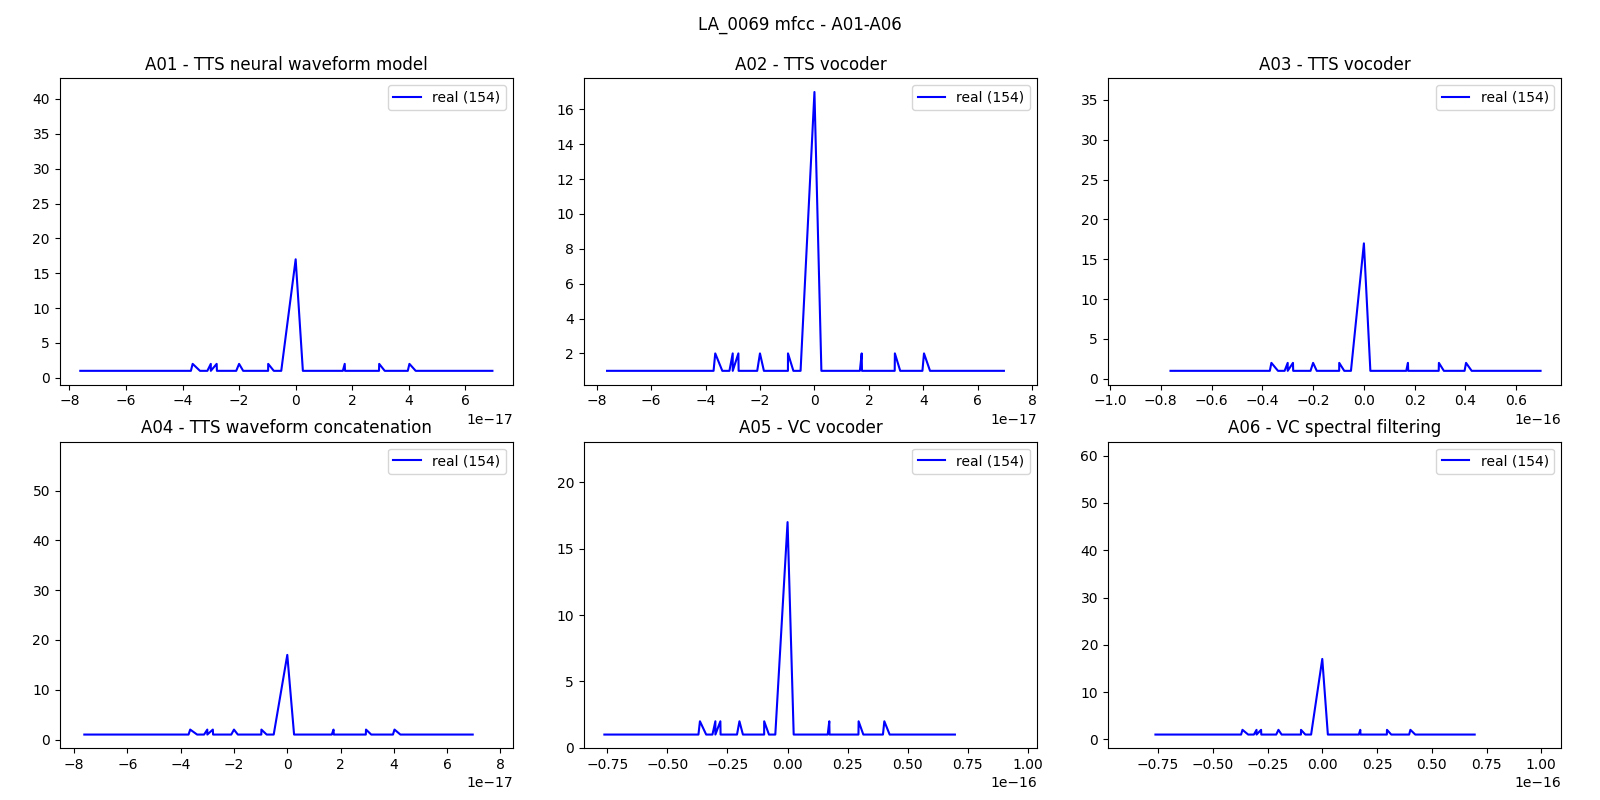 LA_0069 mfcc - A01-A06
A01 - TTS neural waveform model
real (154)
40
35
30
25
20
15
10
5
0
−8 −6 −4 −2 0 2 4 6
1e−17
A02 - TTS vocoder
real (154)
16
14
12
10
8
6
4
2
−8 −6 −4 −2 0 2 4 6 8
1e−17
A03 - TTS vocoder
real (154)
35
30
25
20
15
10
5
0
−1.0 −0.8 −0.6 −0.4 −0.2 0.0 0.2 0.4 0.6
1e−16
A04 - TTS waveform concatenation
real (154)
50
40
30
20
10
0
−8 −6 −4 −2 0 2 4 6 8
1e−17
A05 - VC vocoder
real (154)
20
15
10
5
0
−0.75 −0.50 −0.25 0.00 0.25 0.50 0.75 1.00
1e−16
A06 - VC spectral filtering
real (154)
60
50
40
30
20
10
0
−0.75 −0.50 −0.25 0.00 0.25 0.50 0.75 1.00
1e−16